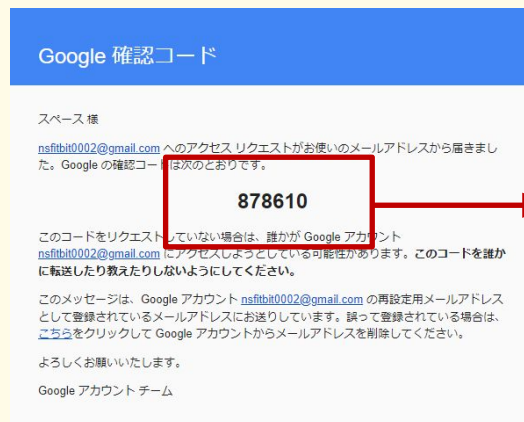 Google 確認コード
スペース 様
nsfitbit0002@gmail.com へのアクセス リクエストがお使いのメールアドレスから届きまし
た。Google の確認コードは次のとおりです。
878610
このコードをリクエストしていない場合は、誰かが Google アカウント
nsfitbit0002@gmail.com にアクセスしようとしている可能性があります。このコードを誰か
に転送したり教えたりしないようにしてください。
このメッセージは、Google アカウント nsfitbit0002@gmail.com の再設定用メールアドレス
として登録されているメールアドレスにお送りしています。誤って登録されている場合は、
こちらをクリックして Google アカウントからメールアドレスを削除してください。
よろしくお願いいたします。
Google アカウント チーム